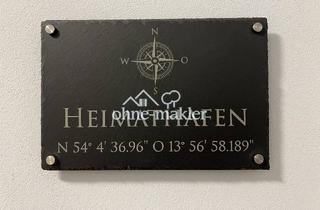 N
W O
S
ohne-makler
HEIMATHAFEN
N 54° 4' 36.96" O 13° 56' 58.189"